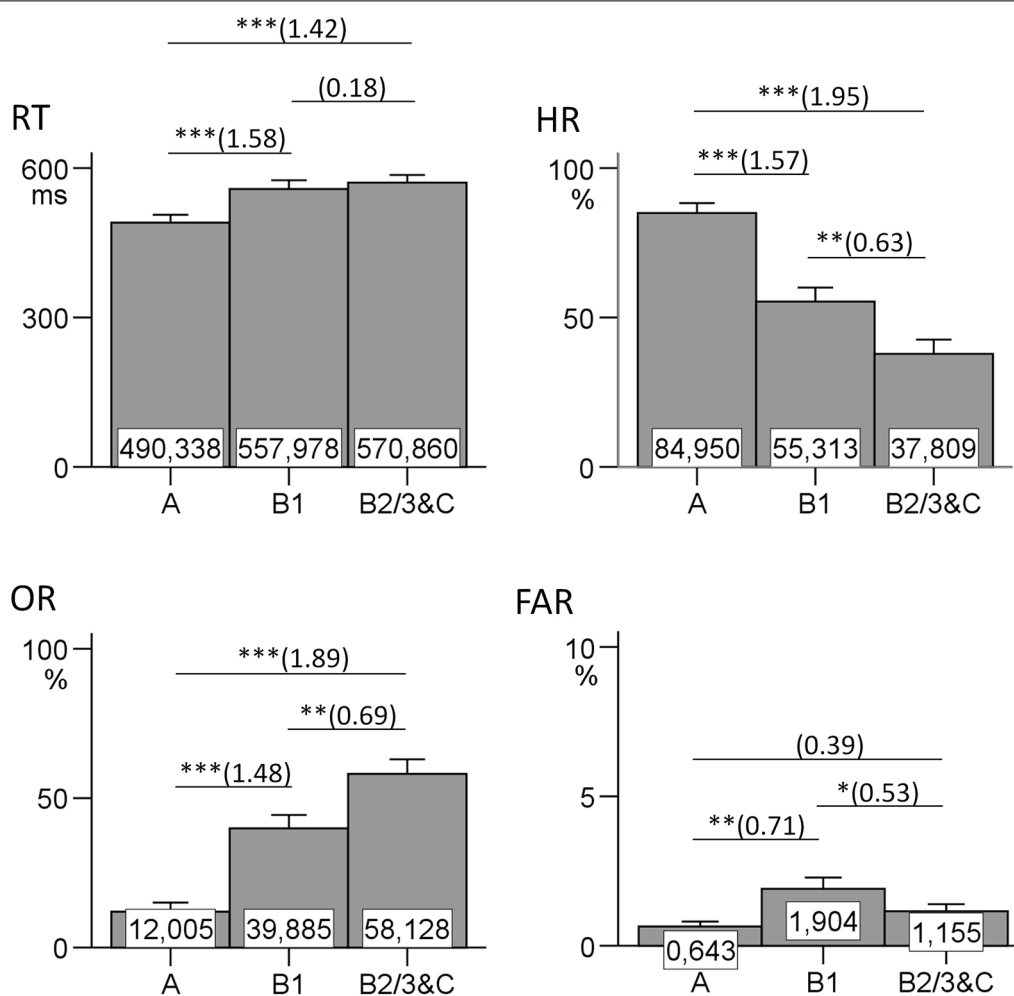 RT
***(1.42)
(0.18)
***(1.58)
600
ms
300
0
490,338
557,978
570,860
A
B1
B2/3&C
HR
***(1.95)
***(1.57)
**(0.63)
100
%
50
0
84,950
55,313
37,809
A
B1
B2/3&C
OR
***(1.89)
**(0.69)
***(1.48)
100
%
50
0
12,005
39,885
58,128
A
B1
B2/3&C
FAR
(0.39)
*(0.53)
**(0.71)
10
%
5
0
0,643
1,904
1,155
A
B1
B2/3&C